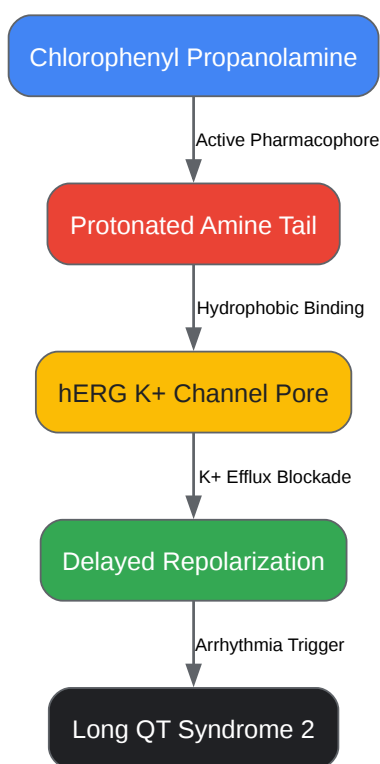 Chlorophenyl Propanolamine
Active Pharmacophore
Protonated Amine Tail
Hydrophobic Binding
hERG K+ Channel Pore
K+ Efflux Blockade
Delayed Repolarization
Arrhythmia Trigger
Long QT Syndrome 2